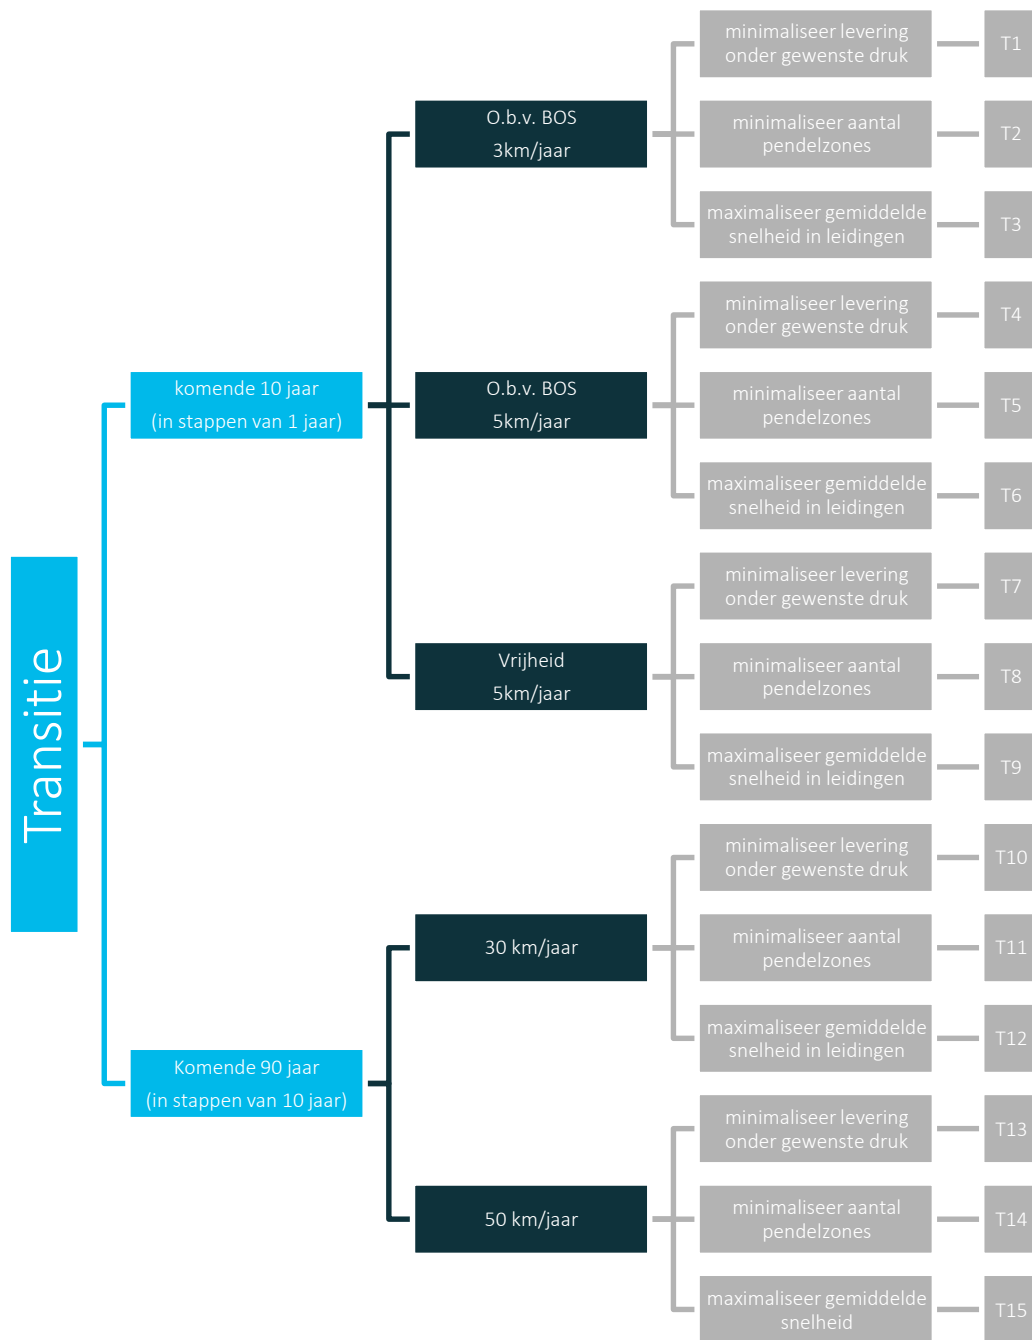 Transitie
komende 10 jaar
(in stappen van 1 jaar)
O.b.v. BOS
3km/jaar
minimaliseer levering
onder gewenste druk
T1
minimaliseer aantal
pendelzones
T2
maximaliseer gemiddelde
snelheid in leidingen
T3
O.b.v. BOS
5km/jaar
minimaliseer levering
onder gewenste druk
T4
minimaliseer aantal
pendelzones
T5
maximaliseer gemiddelde
snelheid in leidingen
T6
Vrijheid
5km/jaar
minimaliseer levering
onder gewenste druk
T7
minimaliseer aantal
pendelzones
T8
maximaliseer gemiddelde
snelheid in leidingen
T9
Komende 90 jaar
(in stappen van 10 jaar)
30 km/jaar
minimaliseer levering
onder gewenste druk
T10
minimaliseer aantal
pendelzones
T11
maximaliseer gemiddelde
snelheid in leidingen
T12
50 km/jaar
minimaliseer levering
onder gewenste druk
T13
minimaliseer aantal
pendelzones
T14
maximaliseer gemiddelde
snelheid
T15